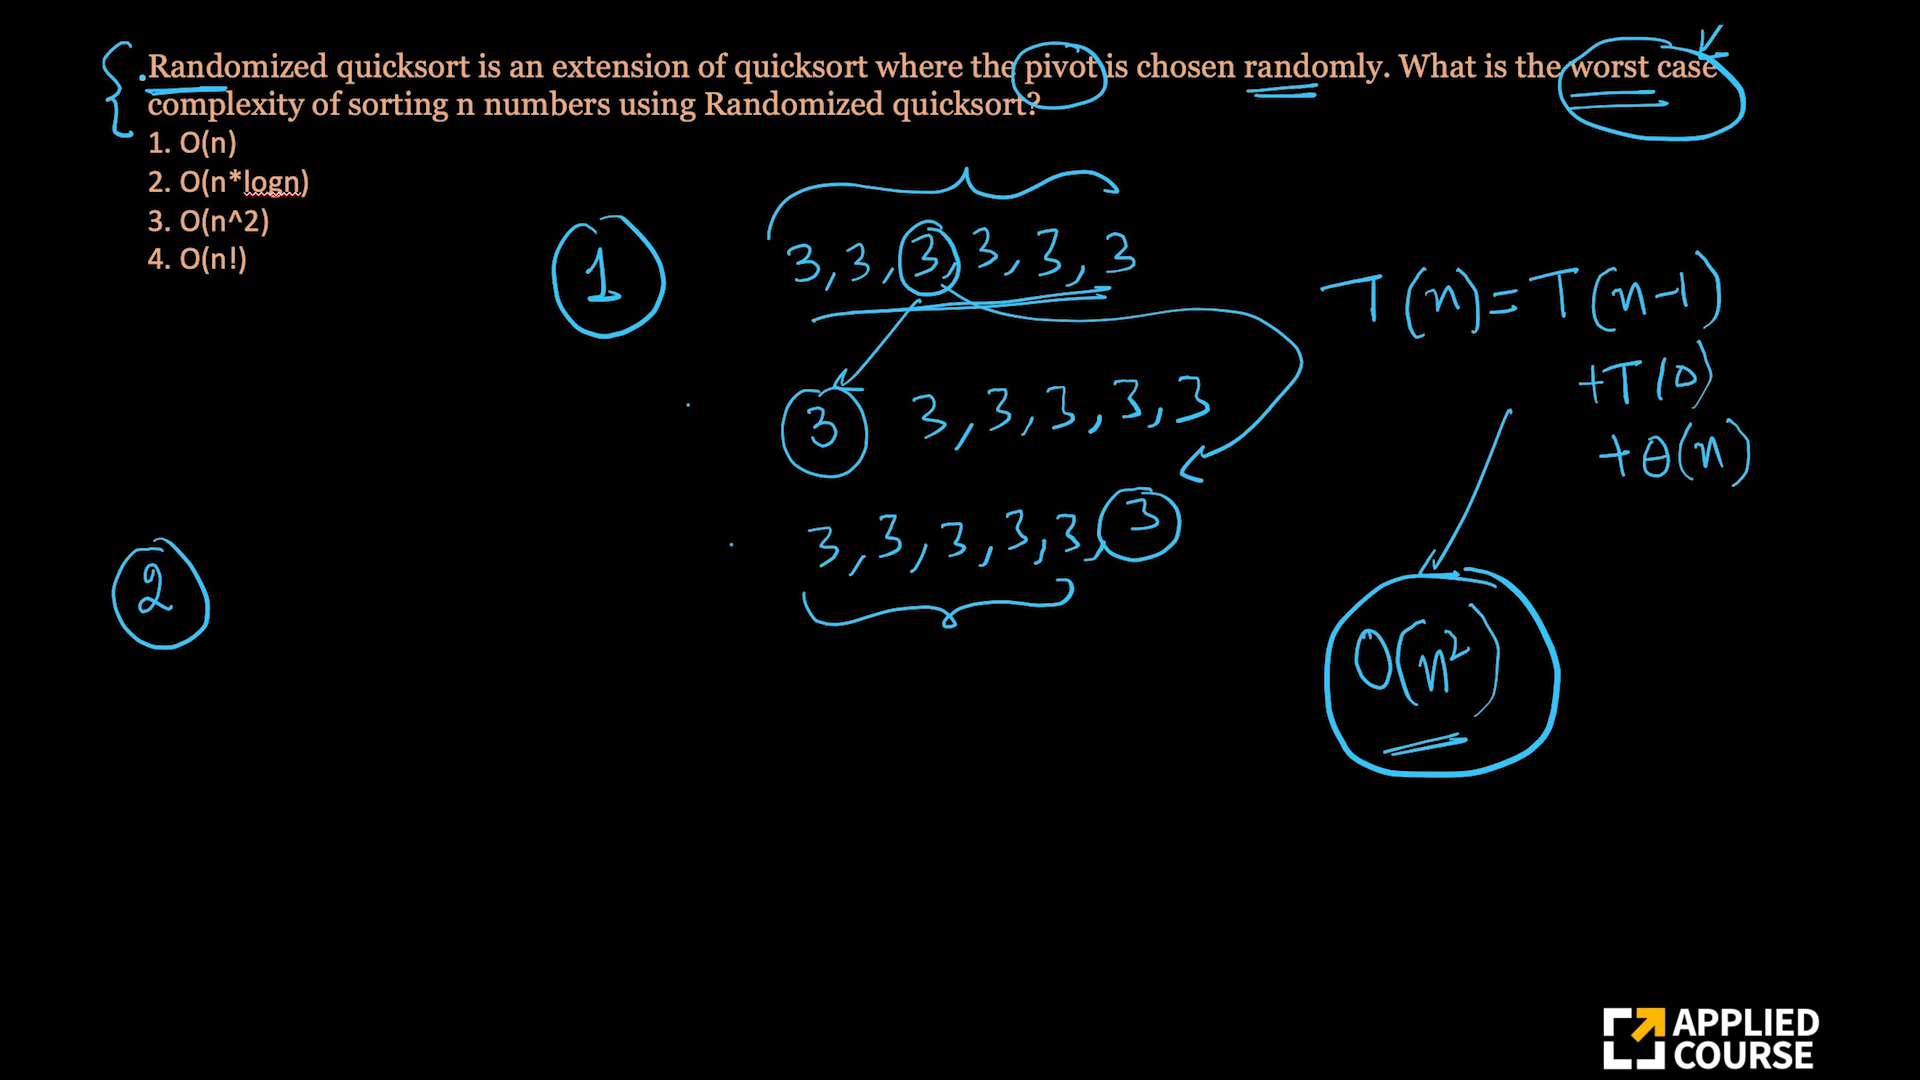 Randomized quicksort is an extension of quicksort where the pivot is chosen randomly. What is the worst case
complexity of sorting n numbers using Randomized quicksort?
1. O(n)
2. O(n*logn)
3. O(n^2)
4. O(n!)
1
3, 3, 3, 3, 3, 3
T(n) = T(n-1)
+T(0)
+θ(n)
3 3, 3, 3, 3, 3
3, 3, 3, 3, 3, 3
2
O(n²)
APPLIED
COURSE